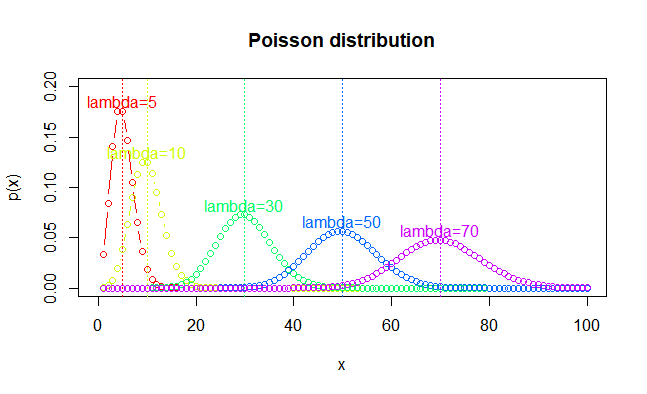 Poisson distribution
p(x)
0.20
0.15
0.10
0.05
0.00
lambda=5
lambda=10
lambda=30
lambda=50
lambda=70
0
20
40
60
80
100
x